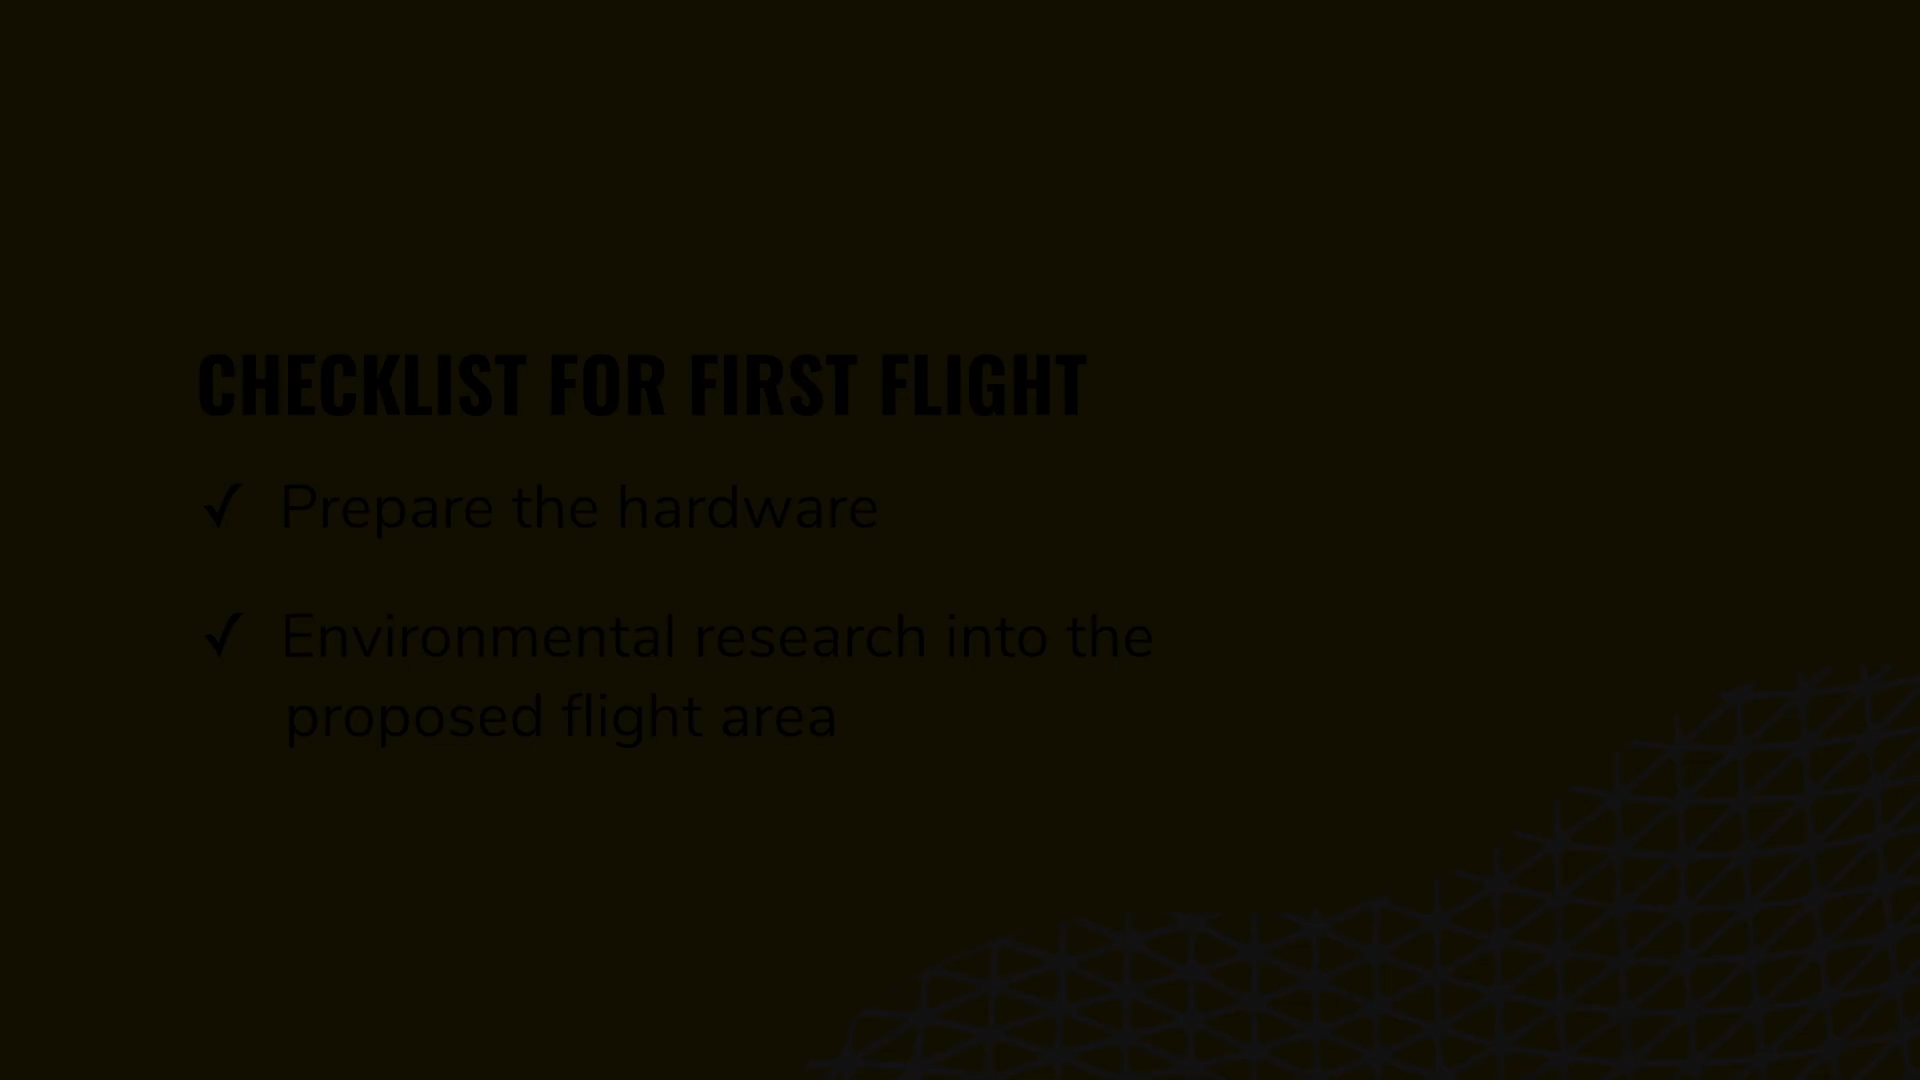 CHECKLIST FOR FIRST FLIGHT
✓ Prepare the hardware
✓ Environmental research into the
proposed flight area